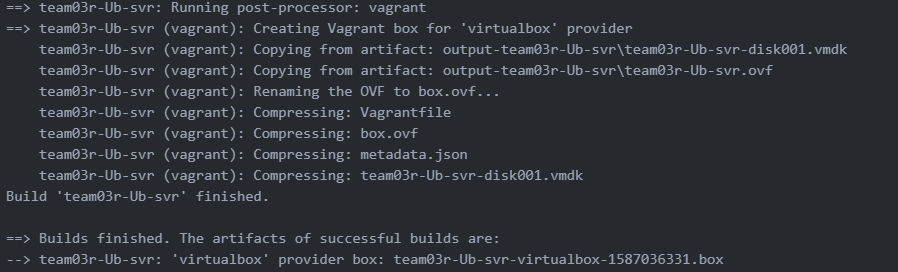 ==> team03r-Ub-svr: Running post-processor: vagrant
==> team03r-Ub-svr (vagrant): Creating Vagrant box for 'virtualbox' provider
    team03r-Ub-svr (vagrant): Copying from artifact: output-team03r-Ub-svr\team03r-Ub-svr-disk001.vmdk
    team03r-Ub-svr (vagrant): Copying from artifact: output-team03r-Ub-svr\team03r-Ub-svr.ovf
    team03r-Ub-svr (vagrant): Renaming the OVF to box.ovf...
    team03r-Ub-svr (vagrant): Compressing: Vagrantfile
    team03r-Ub-svr (vagrant): Compressing: box.ovf
    team03r-Ub-svr (vagrant): Compressing: metadata.json
    team03r-Ub-svr (vagrant): Compressing: team03r-Ub-svr-disk001.vmdk
Build 'team03r-Ub-svr' finished.

==> Builds finished. The artifacts of successful builds are:
--> team03r-Ub-svr: 'virtualbox' provider box: team03r-Ub-svr-virtualbox-1587036331.box